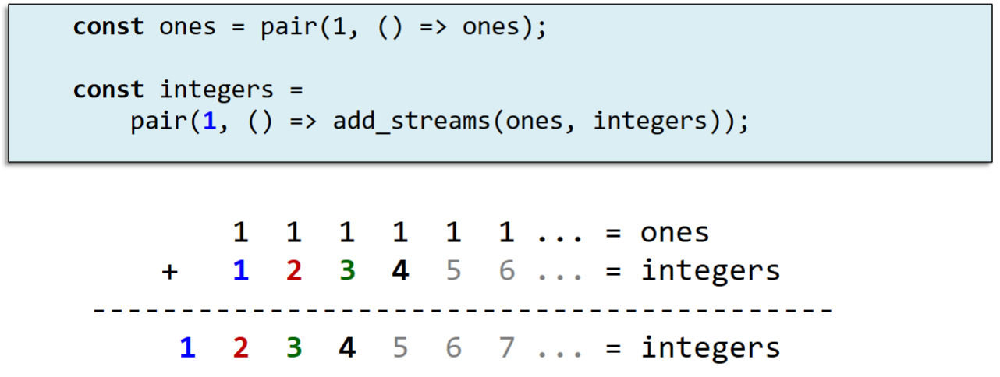 const ones = pair(1, () => ones);
const integers =
pair(1, () => add_streams(ones, integers));
1 1 1 1 1 1 ... = ones
+ 1 2 3 4 5 6 ... = integers
------------------------------------------
1 2 3 4 5 6 7 ... = integers